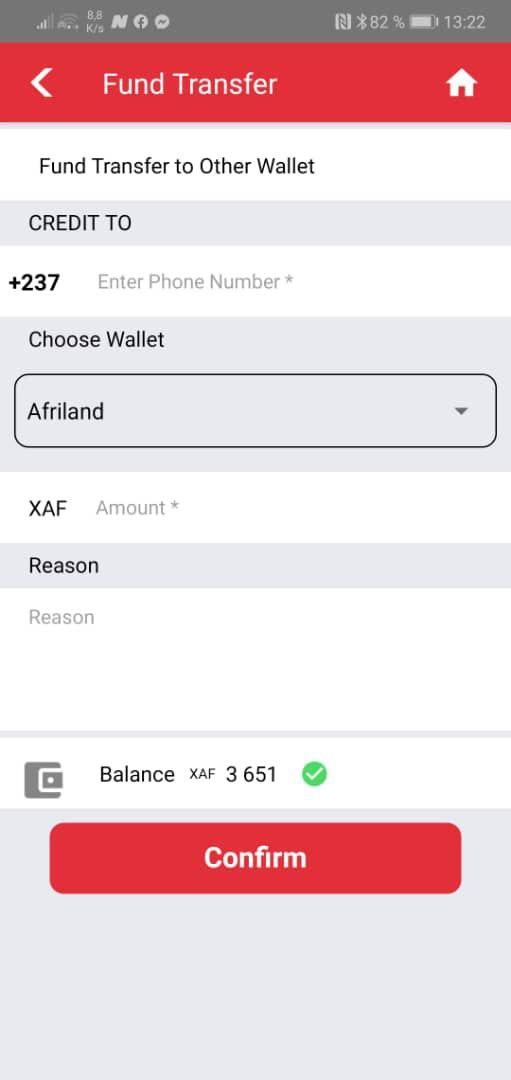 8,8
K/s
82 %
13:22
Fund Transfer
Fund Transfer to Other Wallet
CREDIT TO
+237 Enter Phone Number *
Choose Wallet
Afriland
XAF Amount *
Reason
Reason
Balance XAF 3 651
Confirm